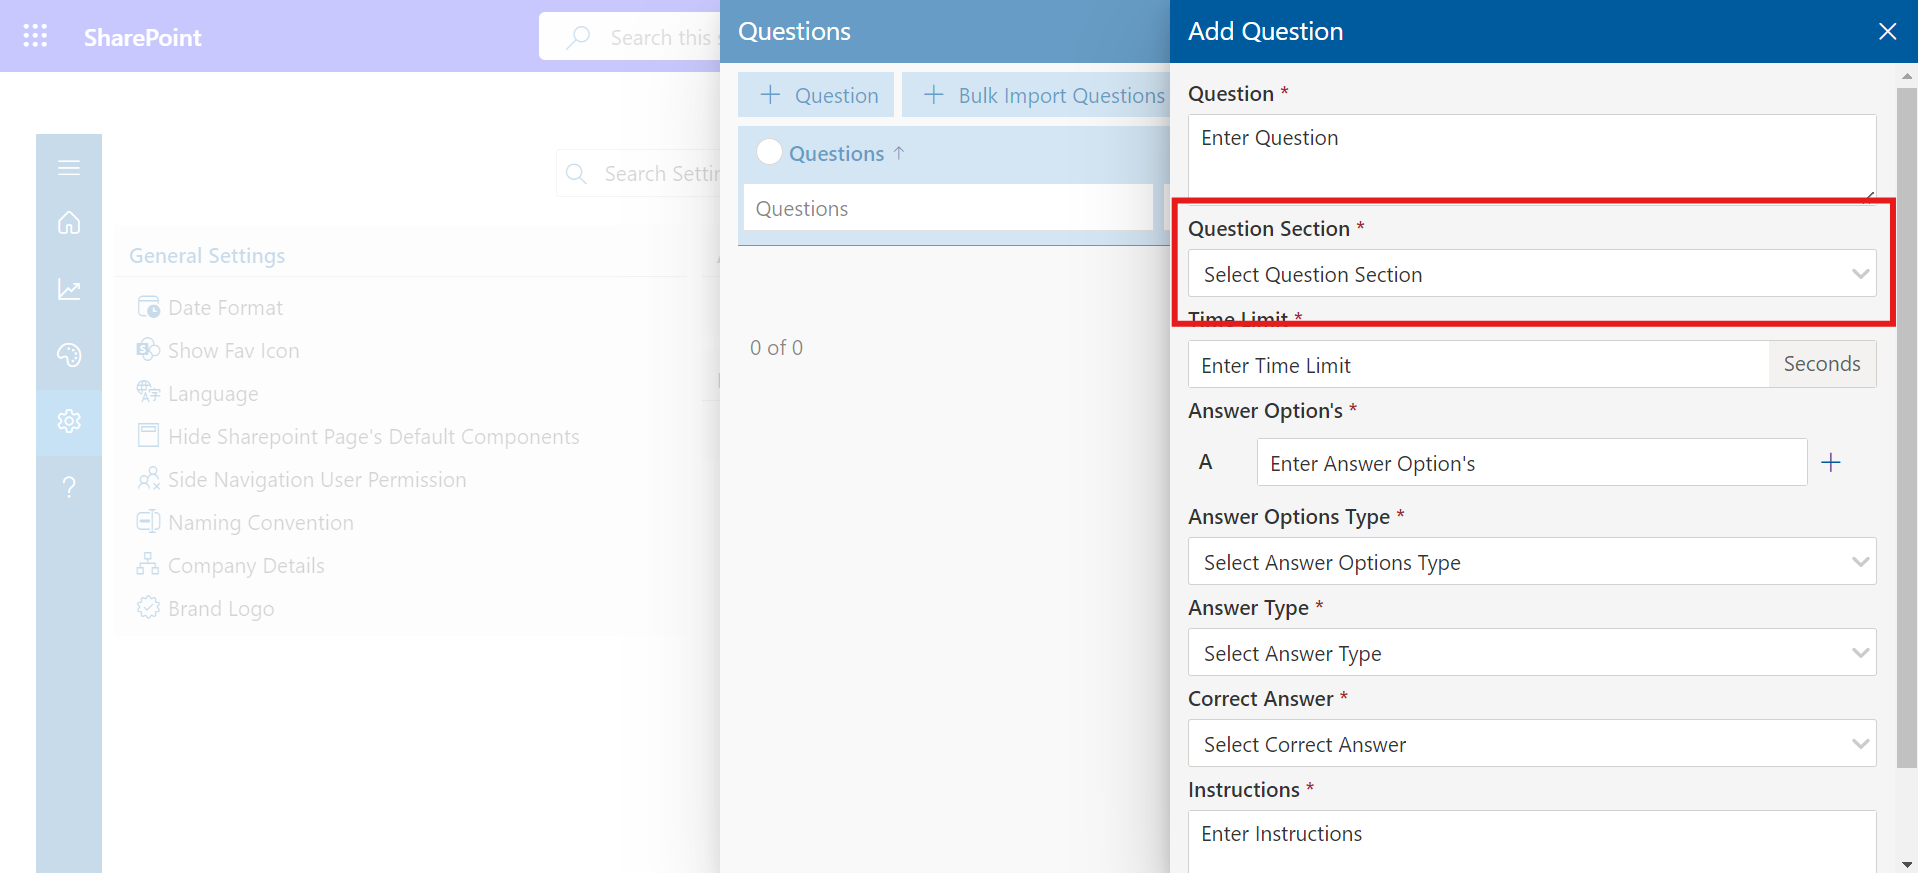 SharePoint
Search this s
Questions
Add Question
Question
Bulk Import Questions
Questions ↑
Questions
0 of 0
Search Settin
General Settings
Date Format
Show Fav Icon
Language
Hide Sharepoint Page's Default Components
Side Navigation User Permission
Naming Convention
Company Details
Brand Logo
Question *
Enter Question
Question Section *
Select Question Section
Time Limit *
Enter Time Limit
Seconds
Answer Option's *
A
Enter Answer Option's
Answer Options Type *
Select Answer Options Type
Answer Type *
Select Answer Type
Correct Answer *
Select Correct Answer
Instructions *
Enter Instructions